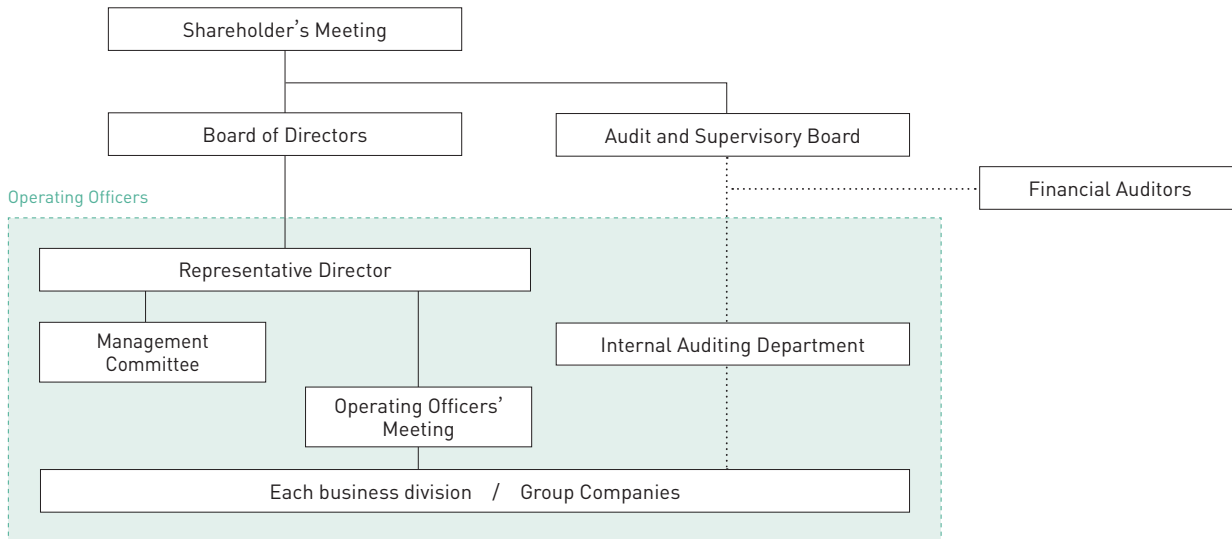 Shareholder’s Meeting
Board of Directors
Audit and Supervisory Board
Financial Auditors
Operating Officers
Representative Director
Management
Committee
Internal Auditing Department
Operating Officers’
Meeting
Each business division / Group Companies